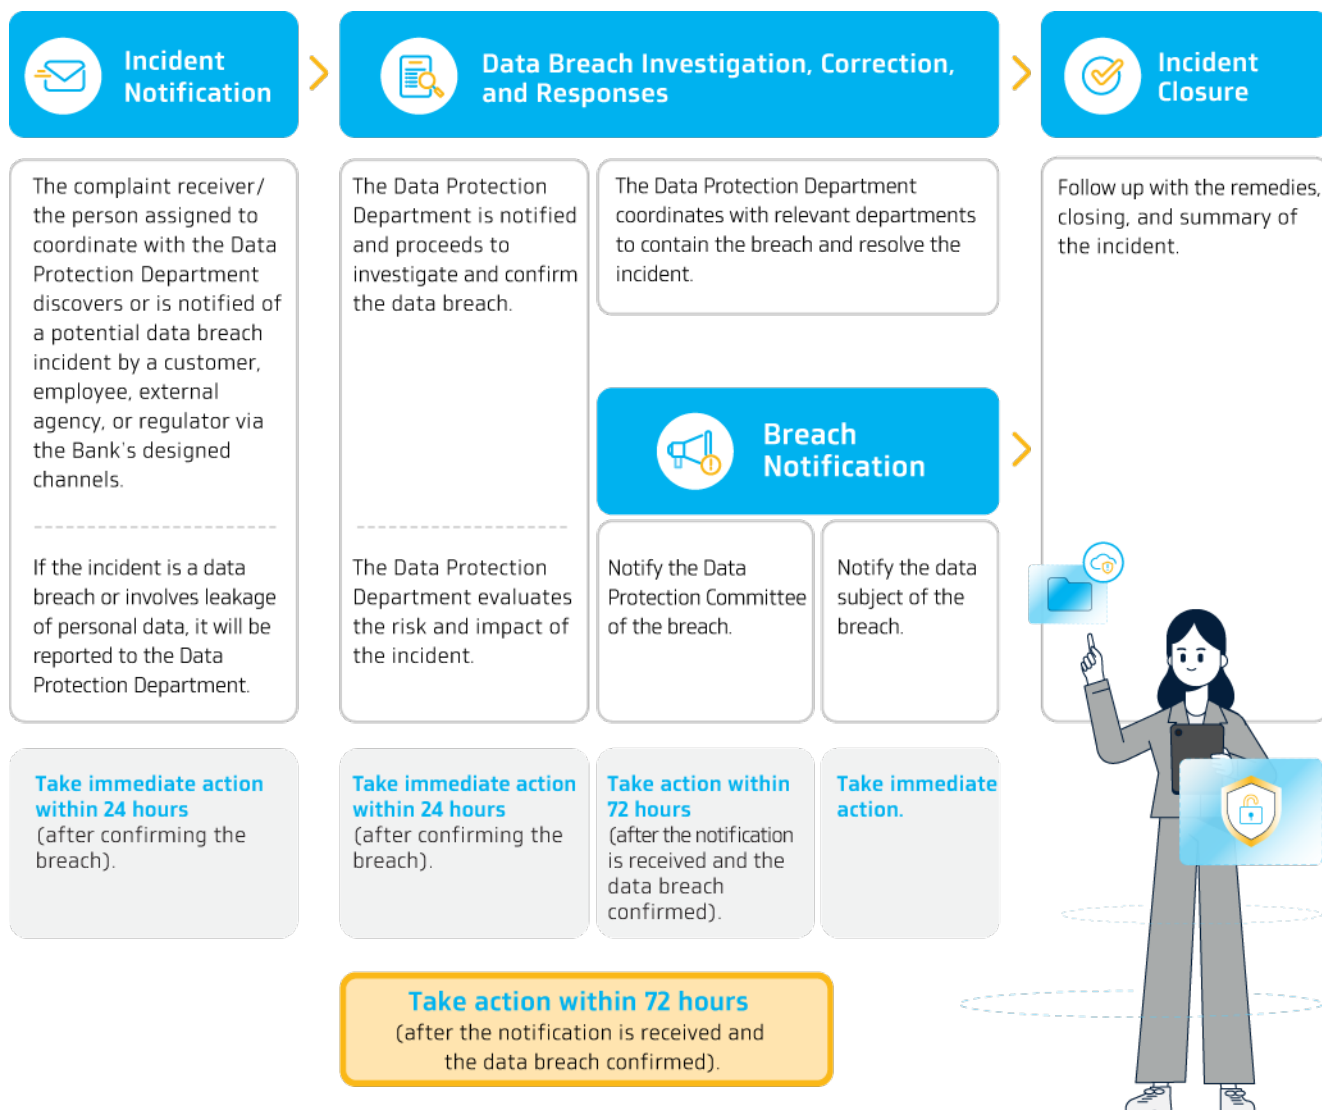 Incident
Notification
Data Breach Investigation, Correction,
and Responses
Incident
Closure
The complaint receiver/
the person assigned to
coordinate with the Data
Protection Department
discovers or is notified of
a potential data breach
incident by a customer,
employee, external
agency, or regulator via
the Bank's designed
channels.
If the incident is a data
breach or involves leakage
of personal data, it will be
reported to the Data
Protection Department.
The Data Protection
Department is notified
and proceeds to
investigate and confirm
the data breach.
The Data Protection
Department evaluates
the risk and impact of
the incident.
The Data Protection Department
coordinates with relevant departments
to contain the breach and resolve the
incident.
Breach
Notification
Notify the Data
Protection Committee
of the breach.
Notify the data
subject of the
breach.
Follow up with the remedies,
closing, and summary of
the incident.
Take immediate action
within 24 hours
(after confirming the
breach).
Take immediate action
within 24 hours
(after confirming the
breach).
Take action within
72 hours
(after the notification
is received and the
data breach
confirmed).
Take immediate
action.
Take action within 72 hours
(after the notification is received and
the data breach confirmed).